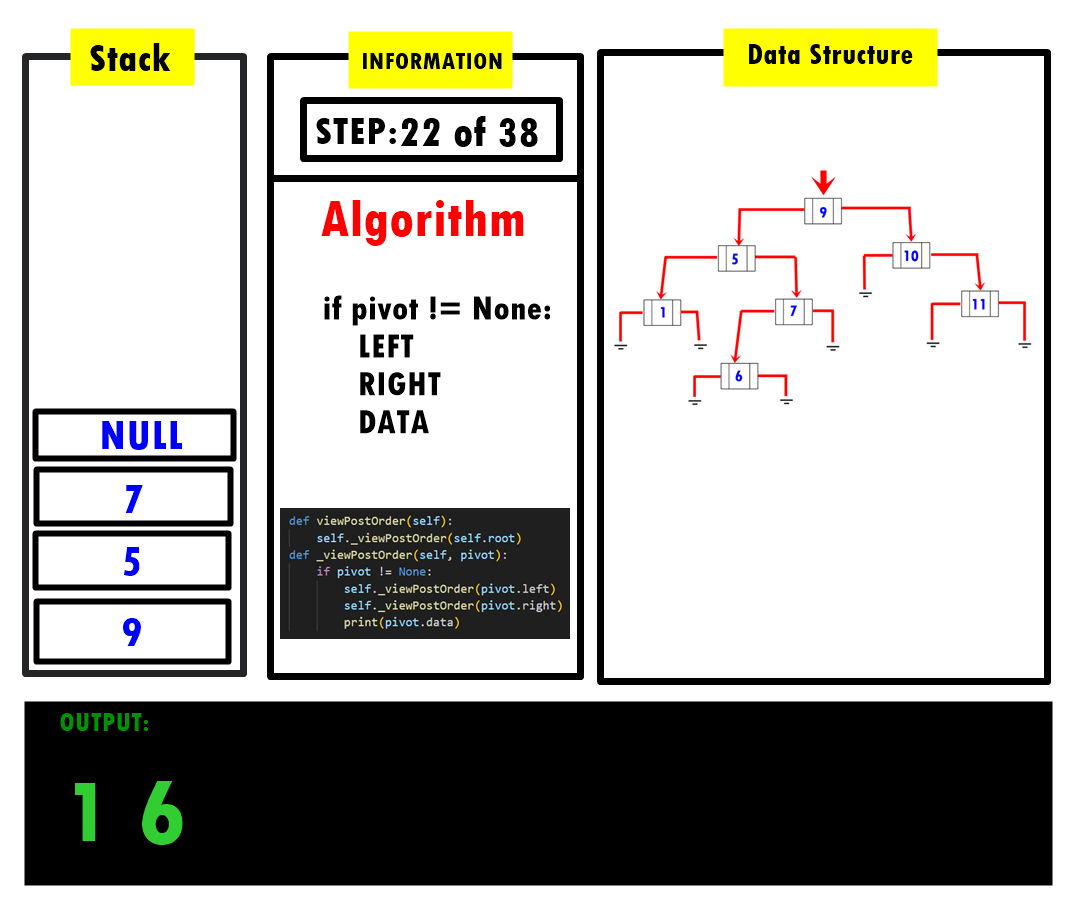 Stack
NULL
7
5
9
INFORMATION
STEP:22 of 38
Algorithm
if pivot != None:
LEFT
RIGHT
DATA
def viewPostOrder(self):
self._viewPostOrder(self.root)
def _viewPostOrder(self, pivot):
if pivot != None:
self._viewPostOrder(pivot.left)
self._viewPostOrder(pivot.right)
print(pivot.data)
Data Structure
9
5 10
1 7 11
6
OUTPUT:
1 6